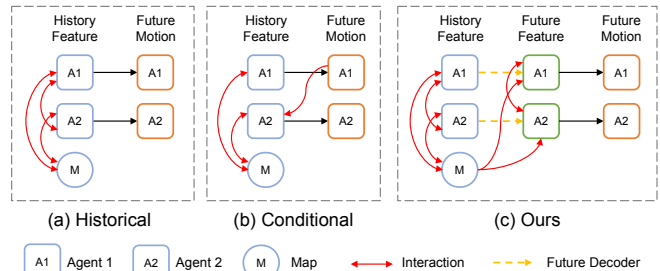 History Feature Future Motion
A1 A1
A2 A2
M
(a) Historical
History Feature Future Motion
A1 A1
A2 A2
M
(b) Conditional
History Feature Future Feature Future Motion
A1 A1 A1
A2 A2 A2
M
(c) Ours
A1 Agent 1 A2 Agent 2 M Map Interaction Future Decoder